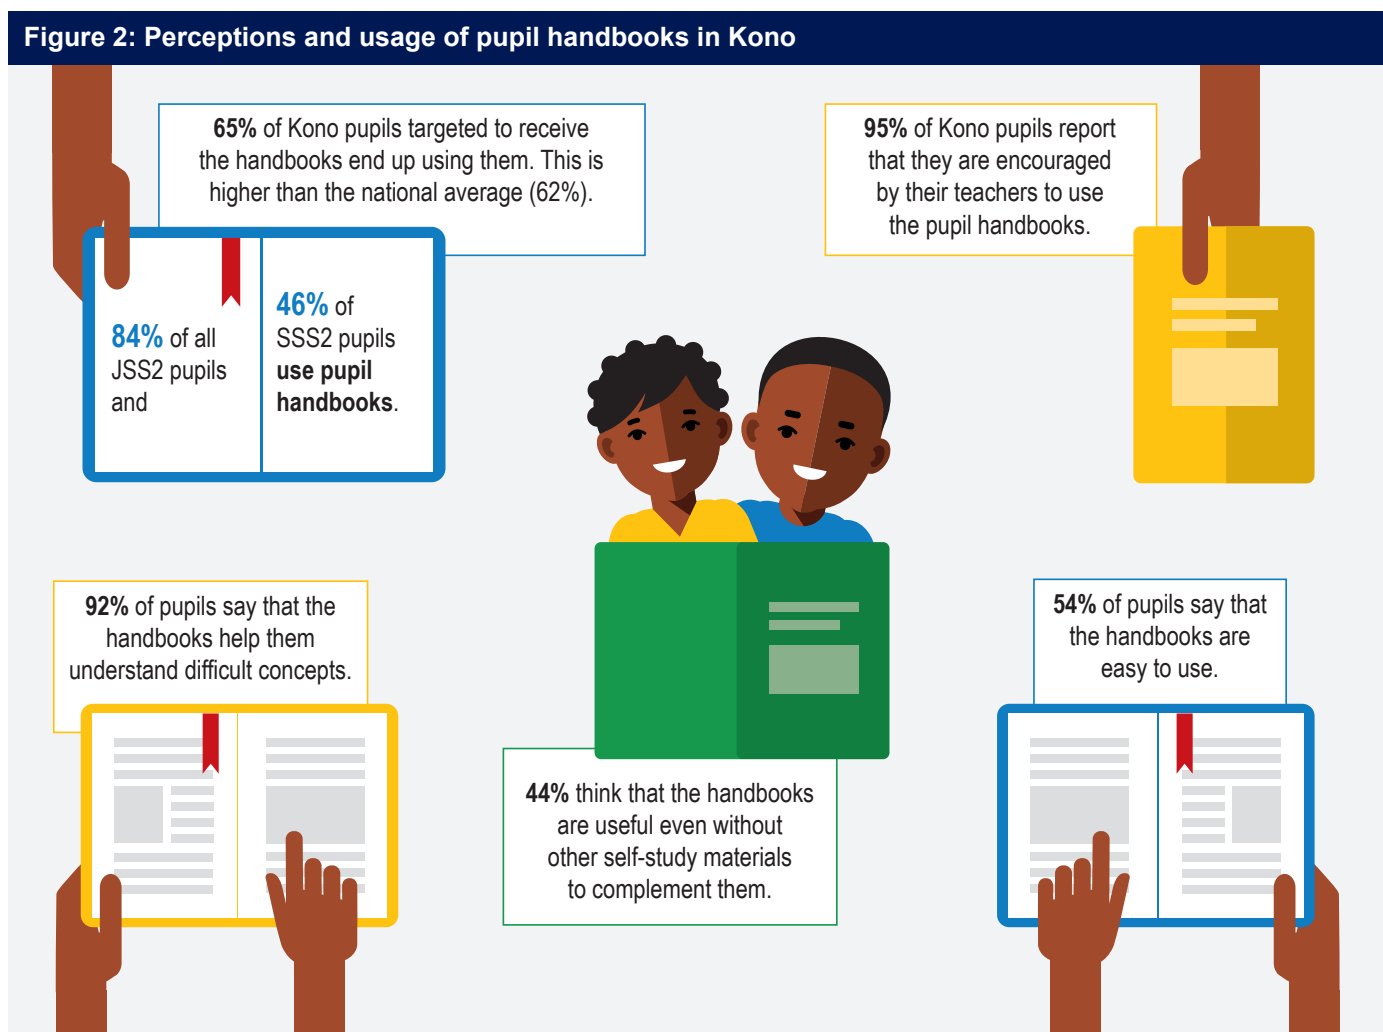 Figure 2: Perceptions and usage of pupil handbooks in Kono
65% of Kono pupils targeted to receive
the handbooks end up using them. This is
higher than the national average (62%).
95% of Kono pupils report
that they are encouraged
by their teachers to use
the pupil handbooks.
84% of all
JSS2 pupils
and
46% of
SSS2 pupils
use pupil
handbooks.
92% of pupils say that the
handbooks help them
understand difficult concepts.
54% of pupils say that
the handbooks are
easy to use.
44% think that the handbooks
are useful even without
other self-study materials
to complement them.